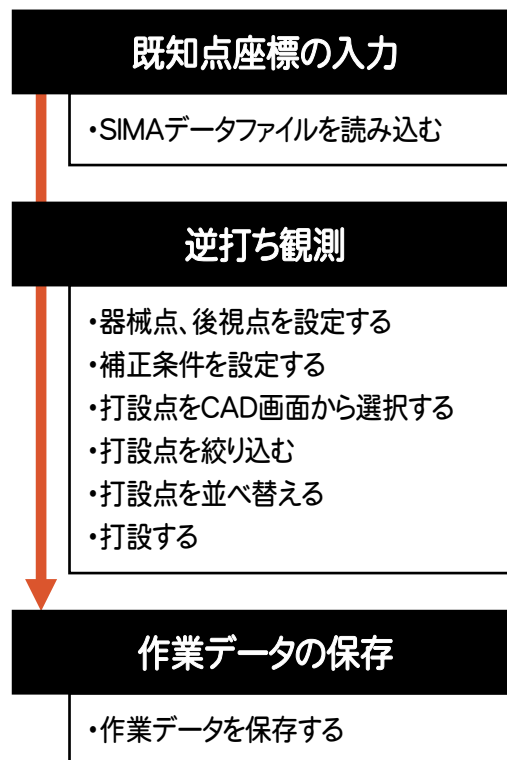 既知点座標の入力
・SIMAデータファイルを読み込む
逆打ち観測
・器械点、後視点を設定する
・補正条件を設定する
・打設点をCAD画面から選択する
・打設点を絞り込む
・打設点を並べ替える
・打設する
作業データの保存
・作業データを保存する